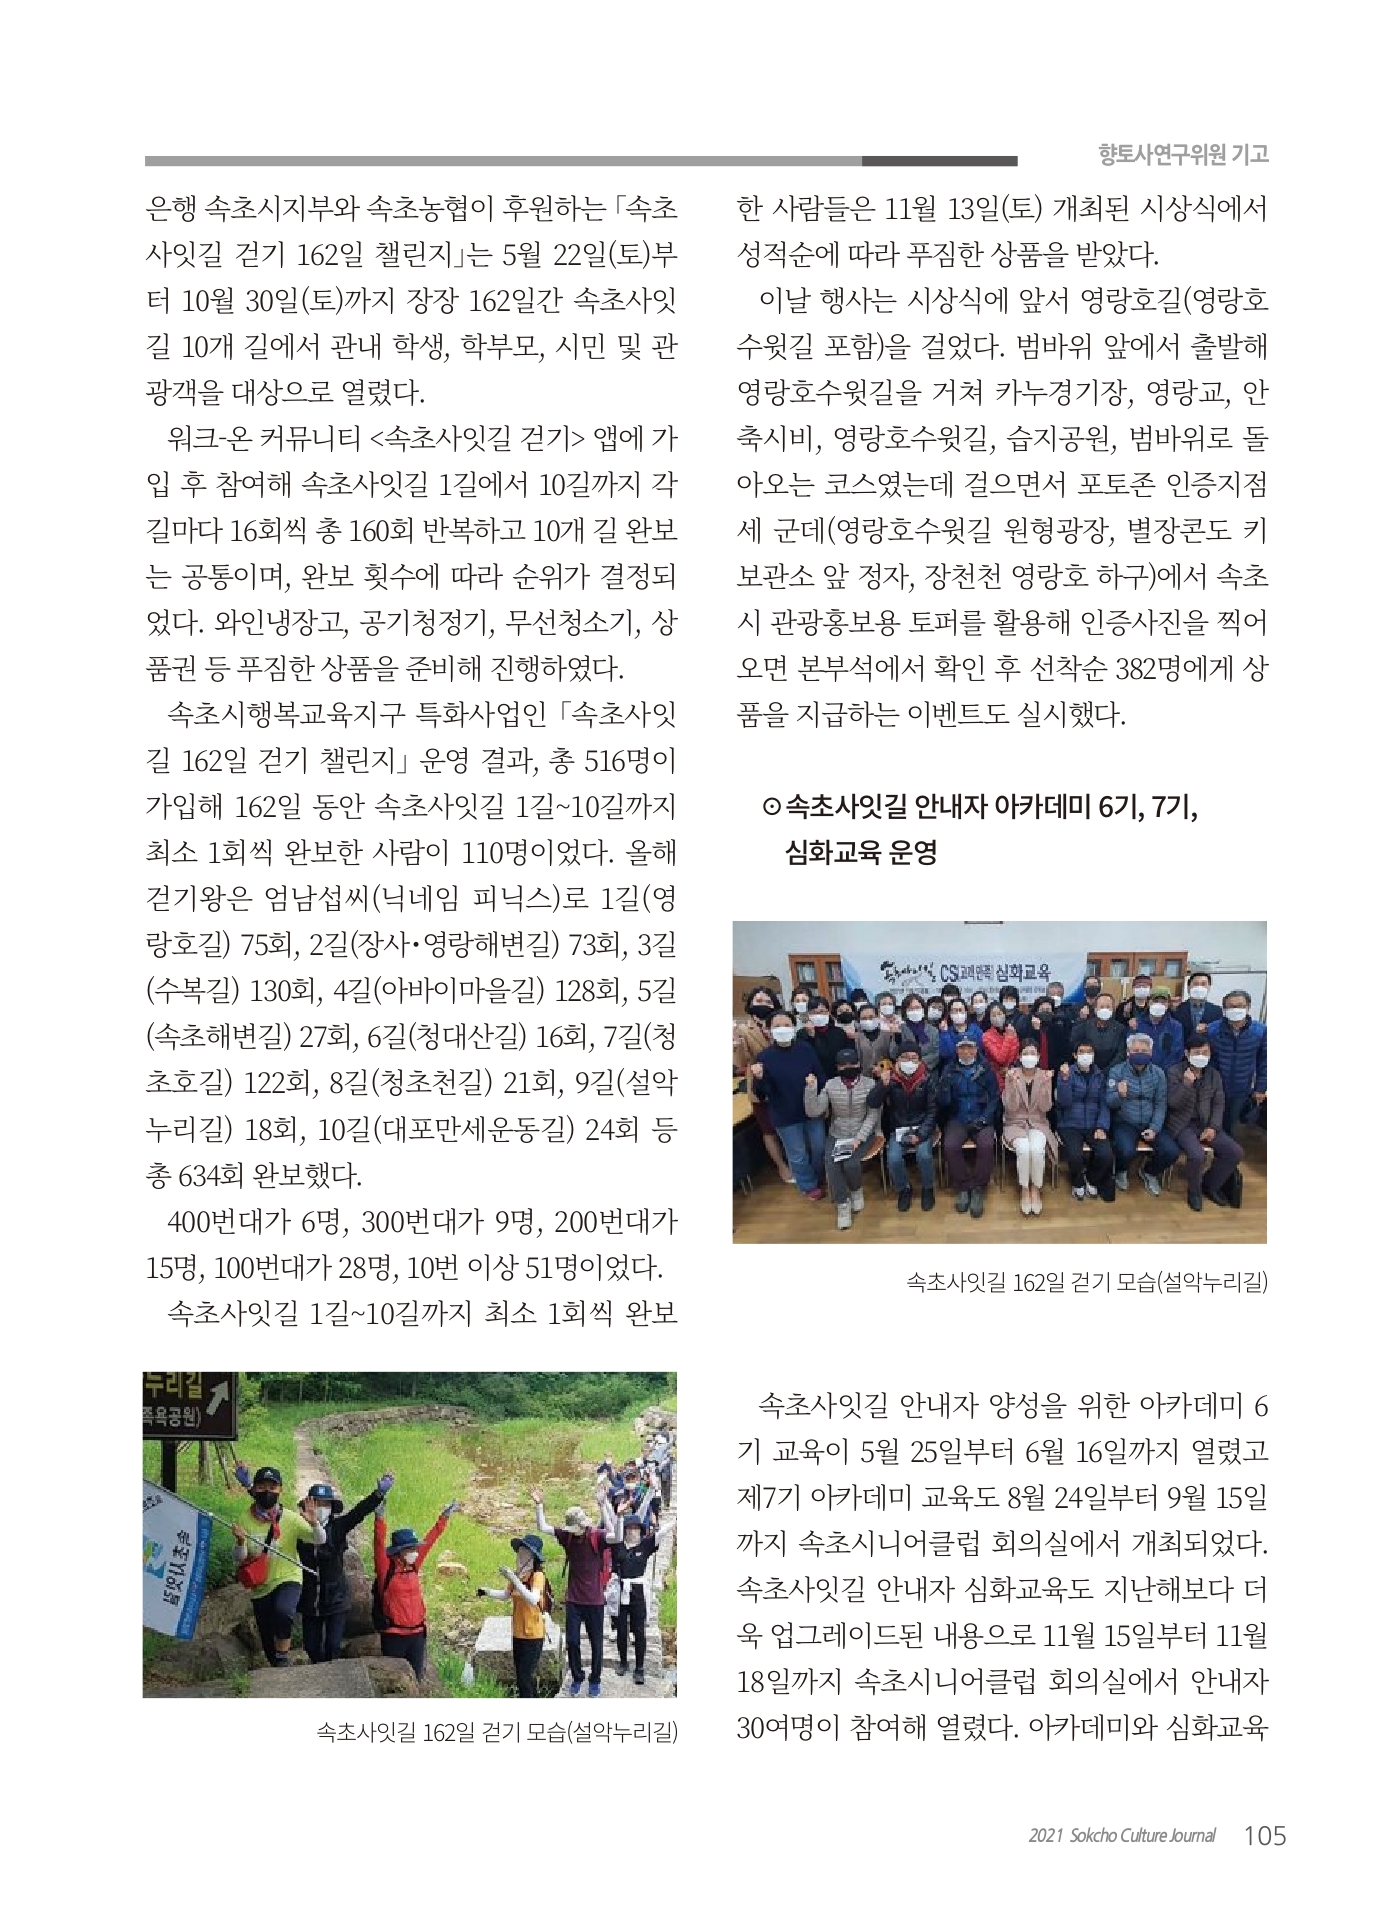 향토사연구위원 기고
은행 속초시지부와 속초농협이 후원하는 ｢속초
사잇길 걷기 162일 챌린지｣는 5월 22일(토)부
터 10월 30일(토)까지 장장 162일간 속초사잇
길 10개 길에서 관내 학생, 학부모, 시민 및 관
광객을 대상으로 열렸다.
워크-온 커뮤니티 <속초사잇길 걷기> 앱에 가
입 후 참여해 속초사잇길 1길에서 10길까지 각
길마다 16회씩 총 160회 반복하고 10개 길 완보
는 공통이며, 완보 횟수에 따라 순위가 결정되
었다. 와인냉장고, 공기청정기, 무선청소기, 상
품권 등 푸짐한 상품을 준비해 진행하였다.
속초시행복교육지구 특화사업인 ｢속초사잇
길 162일 걷기 챌린지｣ 운영 결과, 총 516명이
가입해 162일 동안 속초사잇길 1길~10길까지
최소 1회씩 완보한 사람이 110명이었다. 올해
걷기왕은 엄남섭씨(닉네임 피닉스)로 1길(영
랑호길) 75회, 2길(장사･영랑해변길) 73회, 3길
(수복길) 130회, 4길(아바이마을길) 128회, 5길
(속초해변길) 27회, 6길(청대산길) 16회, 7길(청
초호길) 122회, 8길(청초천길) 21회, 9길(설악
누리길) 18회, 10길(대포만세운동길) 24회 등
총 634회 완보했다.
400번대가 6명, 300번대가 9명, 200번대가
15명, 100번대가 28명, 10번 이상 51명이었다.
속초사잇길 1길~10길까지 최소 1회씩 완보
누리길
족욕공원)
속초사잇길
속초사잇길 162일 걷기 모습(설악누리길)
한 사람들은 11월 13일(토) 개최된 시상식에서
성적순에 따라 푸짐한 상품을 받았다.
이날 행사는 시상식에 앞서 영랑호길(영랑호
수윗길 포함)을 걸었다. 범바위 앞에서 출발해
영랑호수윗길을 거쳐 카누경기장, 영랑교, 안
축시비, 영랑호수윗길, 습지공원, 범바위로 돌
아오는 코스였는데 걸으면서 포토존 인증지점
세 군데(영랑호수윗길 원형광장, 별장콘도 키
보관소 앞 정자, 장천천 영랑호 하구)에서 속초
시 관광홍보용 토퍼를 활용해 인증사진을 찍어
오면 본부석에서 확인 후 선착순 382명에게 상
품을 지급하는 이벤트도 실시했다.
⊙ 속초사잇길 안내자 아카데미 6기, 7기,
심화교육 운영
속초사잇길 CS(고객만족) 심화교육
속초사잇길 162일 걷기 모습(설악누리길)
속초사잇길 안내자 양성을 위한 아카데미 6
기 교육이 5월 25일부터 6월 16일까지 열렸고
제7기 아카데미 교육도 8월 24일부터 9월 15일
까지 속초시니어클럽 회의실에서 개최되었다.
속초사잇길 안내자 심화교육도 지난해보다 더
욱 업그레이드된 내용으로 11월 15일부터 11월
18일까지 속초시니어클럽 회의실에서 안내자
30여명이 참여해 열렸다. 아카데미와 심화교육
2021 Sokcho Culture Journal 105